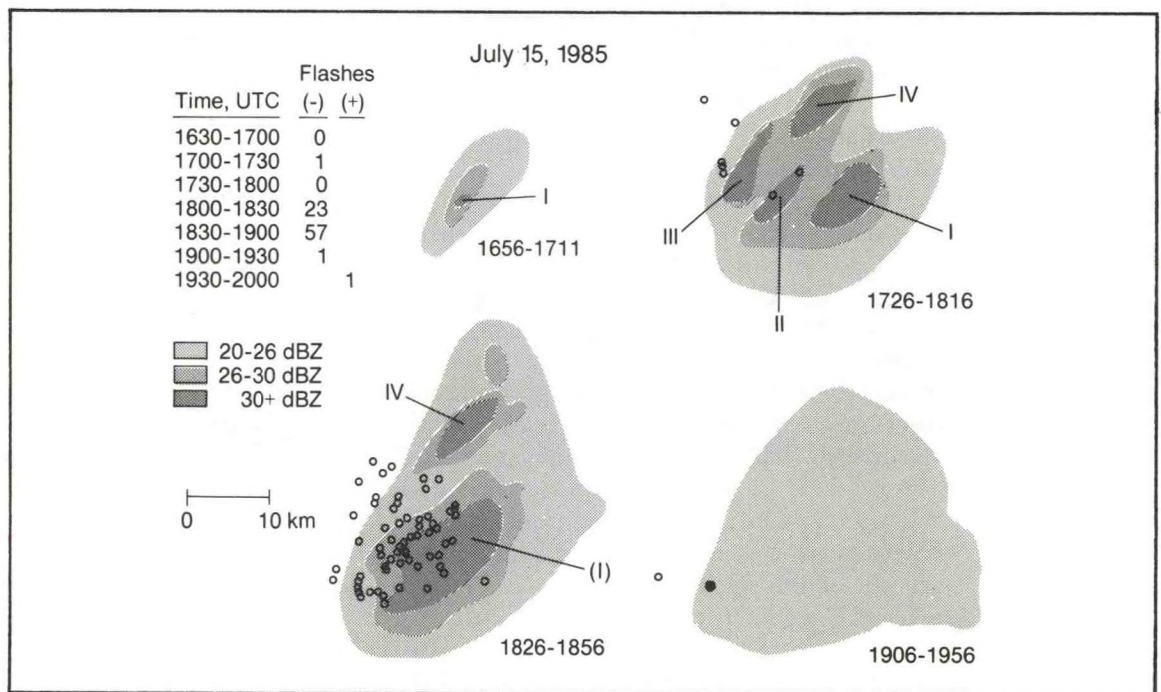 July 15, 1985
Flashes
Time, UTC (-) (+)
1630-1700 0
1700-1730 1
1730-1800 0
1800-1830 23
1830-1900 57
1900-1930 1
1930-2000 1
20-26 dBZ
26-30 dBZ
30+ dBZ
0 10 km
I
1656-1711
IV
III
I
II
1726-1816
IV
(I)
1826-1856
1906-1956